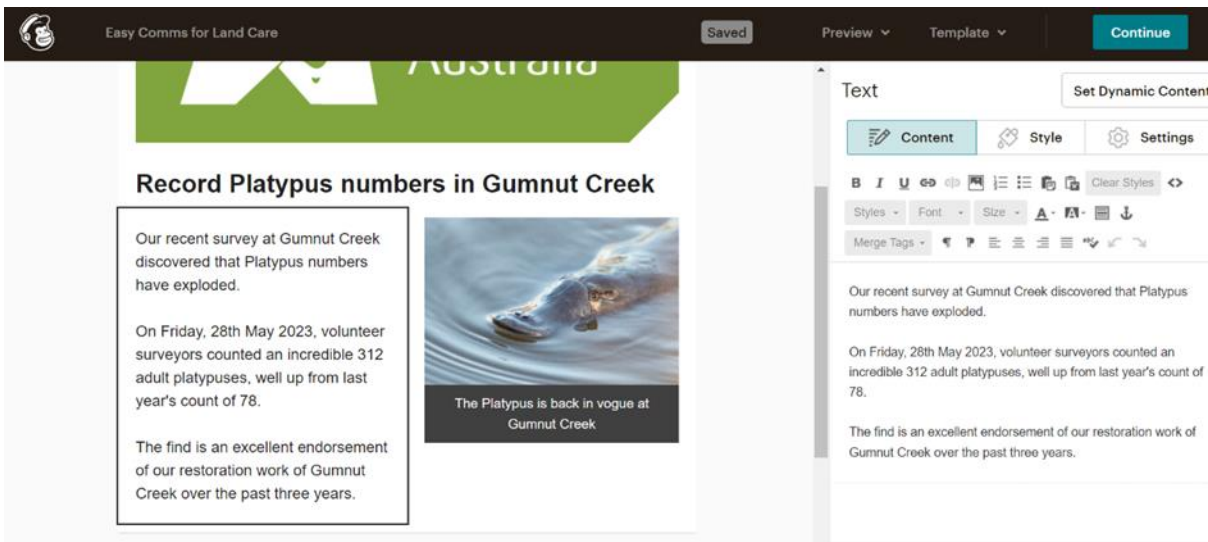 Easy Comms for Land Care
Saved
Preview
Template
Continue
Australia
Text
Set Dynamic Content
Content
Style
Settings
Record Platypus numbers in Gumnut Creek
B I U
Clear Styles
Styles
Font
Size
A
A
Merge Tags
Our recent survey at Gumnut Creek
discovered that Platypus numbers
have exploded.
On Friday, 28th May 2023, volunteer
surveyors counted an incredible 312
adult platypuses, well up from last
year's count of 78.
The find is an excellent endorsement
of our restoration work of Gumnut
Creek over the past three years.
The Platypus is back in vogue at
Gumnut Creek
Our recent survey at Gumnut Creek discovered that Platypus
numbers have exploded.
On Friday, 28th May 2023, volunteer surveyors counted an
incredible 312 adult platypuses, well up from last year's count of
78.
The find is an excellent endorsement of our restoration work of
Gumnut Creek over the past three years.